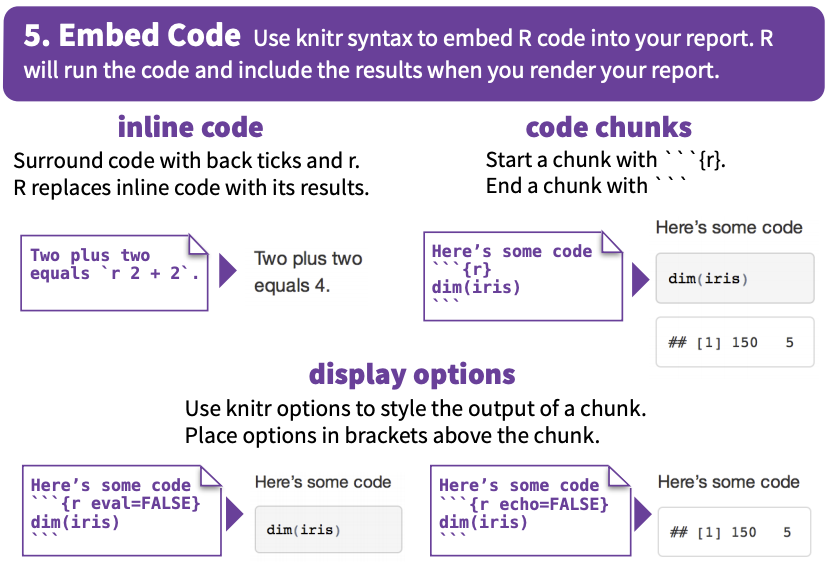 5. Embed Code Use knitr syntax to embed R code into your report. R
will run the code and include the results when you render your report.
inline code
Surround code with back ticks and r.
R replaces inline code with its results.
Two plus two
equals `r 2 + 2`.
Two plus two
equals 4.
code chunks
Start a chunk with ```{r}.
End a chunk with ```
Here’s some code
```{r}
dim(iris)
```
Here’s some code
dim(iris)
## [1] 150   5
display options
Use knitr options to style the output of a chunk.
Place options in brackets above the chunk.
Here’s some code
```{r eval=FALSE}
dim(iris)
```
Here’s some code
dim(iris)
Here’s some code
```{r echo=FALSE}
dim(iris)
```
Here’s some code
## [1] 150   5